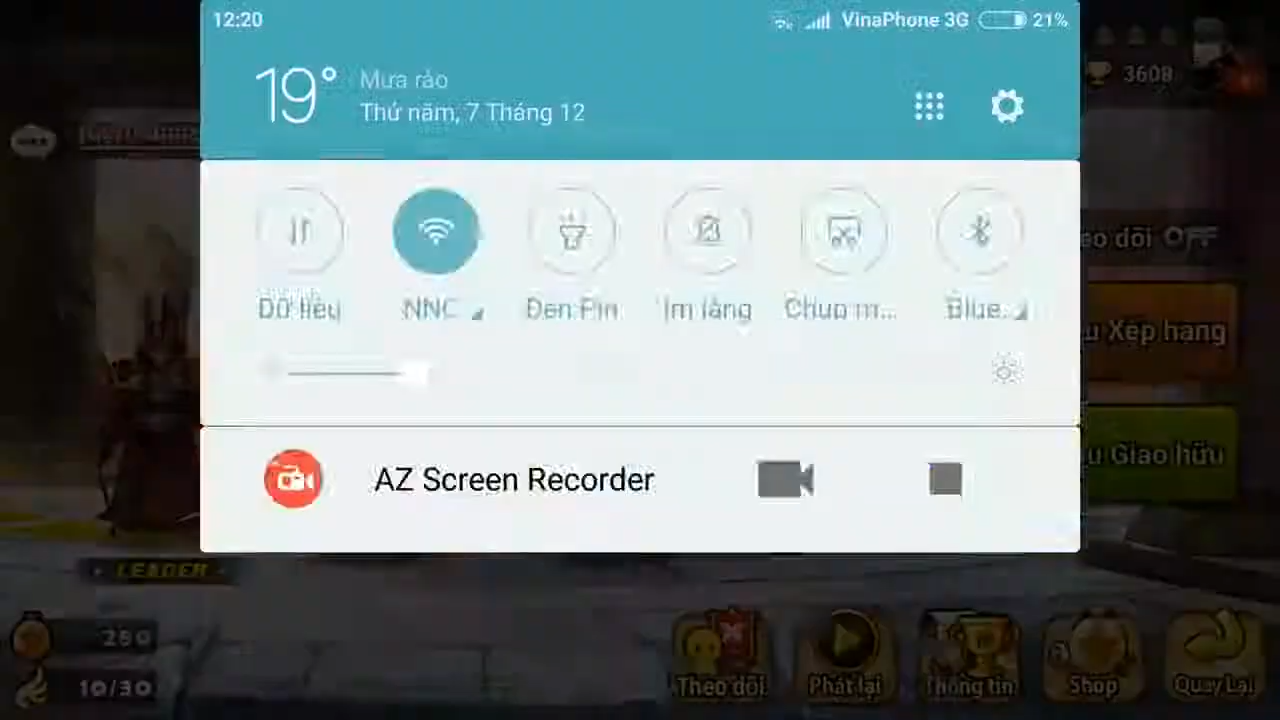 12:20
VinaPhone 3G 21%
19° Mưa rào
Thứ năm, 7 Tháng 12
3608
eo dõi OFF
Dữ liệu NNC Đèn Pin Im lặng Chụp m... Blue..
u Xếp hạng
u Giao hữu
AZ Screen Recorder
LEADER
280
10/30
Theo dõi Phát lại Thông tin Shop Quay Lại